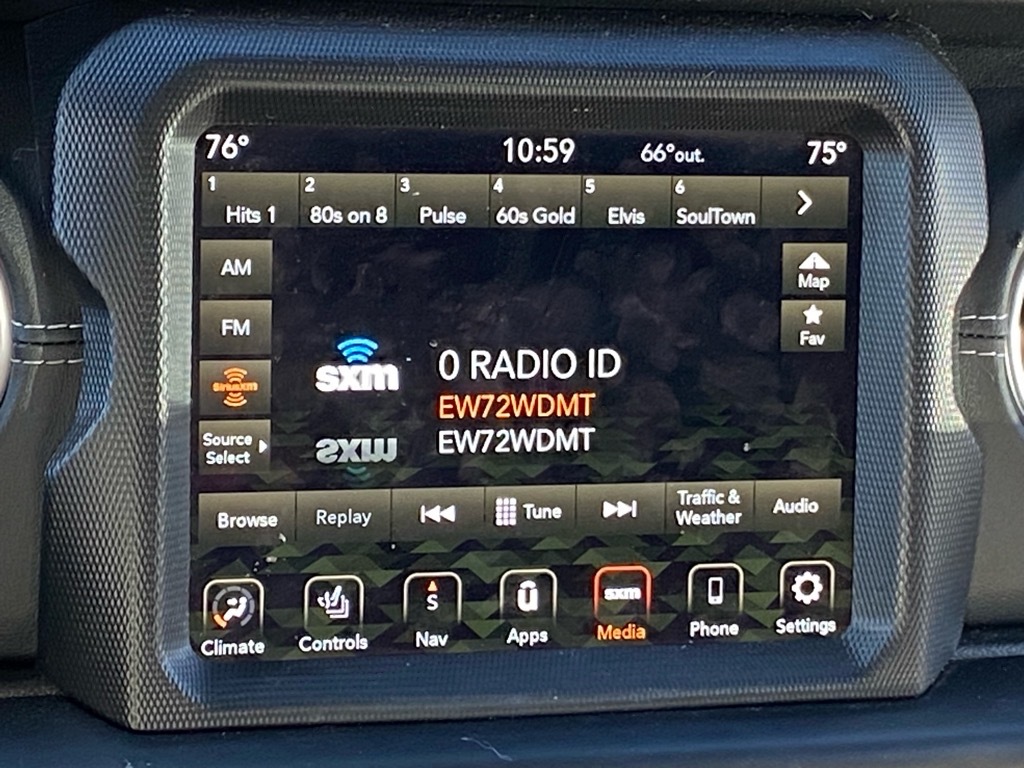 76° 10:59 66°out. 75°
1 2 3 4 5 6
Hits 1 80s on 8 Pulse 60s Gold Elvis SoulTown
AM
Map
FM
Fav
sxm
0 RADIO ID
SiriusXM
EW72WDMT
EW72WDMT
Source
Select
sxm
Browse Replay Tune Traffic &
Weather Audio
S
u
sxm
Climate Controls Nav Apps Media Phone Settings